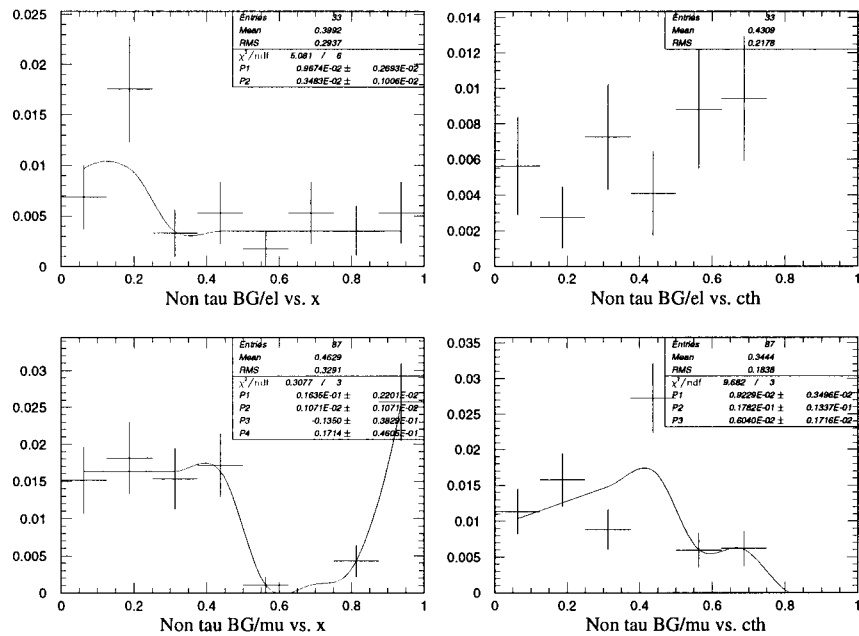 Entries 33
Mean 0.3992
RMS 0.2937
χ²/ndf 5.081 / 6
P1 0.9674E-02 ± 0.2693E-02
P2 0.3483E-02 ± 0.1006E-02
0.025
0.02
0.015
0.01
0.005
0
0 0.2 0.4 0.6 0.8 1
Non tau BG/el vs. x
Entries 33
Mean 0.4309
RMS 0.2178
0.014
0.012
0.01
0.008
0.006
0.004
0.002
0
0 0.2 0.4 0.6 0.8 1
Non tau BG/el vs. cth
Entries 87
Mean 0.4629
RMS 0.3291
χ²/ndf 0.3077 / 3
P1 0.1635E-01 ± 0.2201E-02
P2 0.1071E-02 ± 0.1071E-02
P3 -0.1350 ± 0.3829E-01
P4 0.1714 ± 0.4605E-01
0.03
0.025
0.02
0.015
0.01
0.005
0
0 0.2 0.4 0.6 0.8 1
Non tau BG/mu vs. x
Entries 87
Mean 0.3444
RMS 0.1838
χ²/ndf 9.682 / 3
P1 0.9229E-02 ± 0.3496E-02
P2 0.1782E-01 ± 0.1337E-01
P3 0.6040E-02 ± 0.1716E-02
0.035
0.03
0.025
0.02
0.015
0.01
0.005
0
0 0.2 0.4 0.6 0.8 1
Non tau BG/mu vs. cth